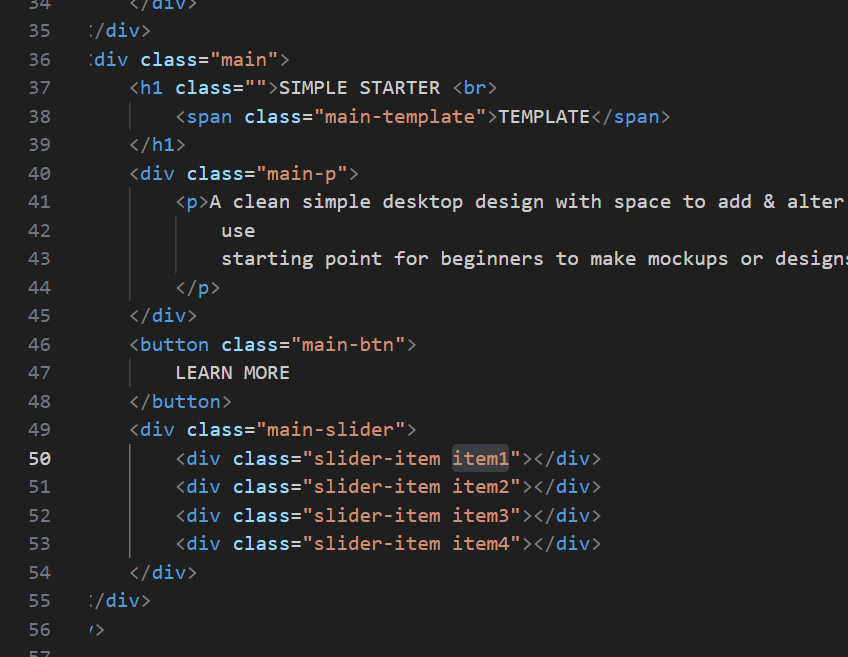 34 </div>
35 </div>
36 div class="main">
37 <h1 class="">SIMPLE STARTER <br>
38 <span class="main-template">TEMPLATE</span>
39 </h1>
40 <div class="main-p">
41 <p>A clean simple desktop design with space to add & alter
42 use
43 starting point for beginners to make mockups or designs
44 </p>
45 </div>
46 <button class="main-btn">
47 LEARN MORE
48 </button>
49 <div class="main-slider">
50 <div class="slider-item item1"></div>
51 <div class="slider-item item2"></div>
52 <div class="slider-item item3"></div>
53 <div class="slider-item item4"></div>
54 </div>
55 /div>
56 >
57